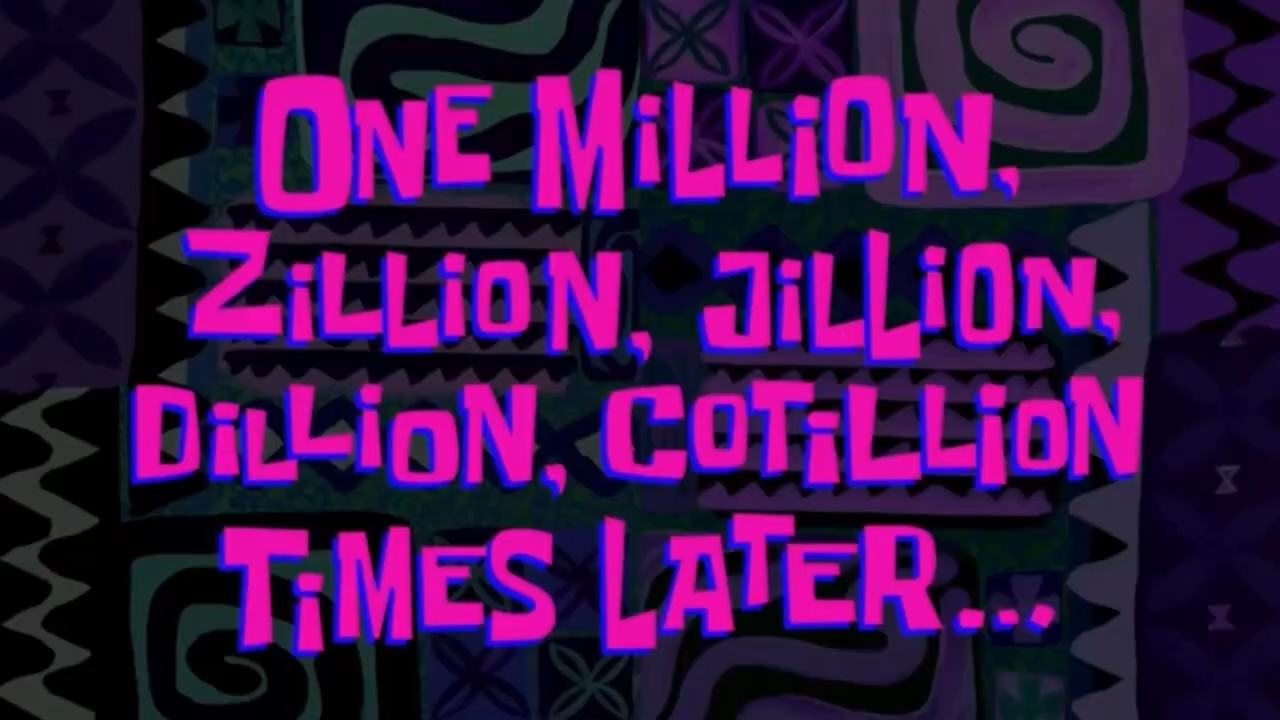 One Million,
Zillion, Jillion,
Dillion, Cotillion
Times Later...